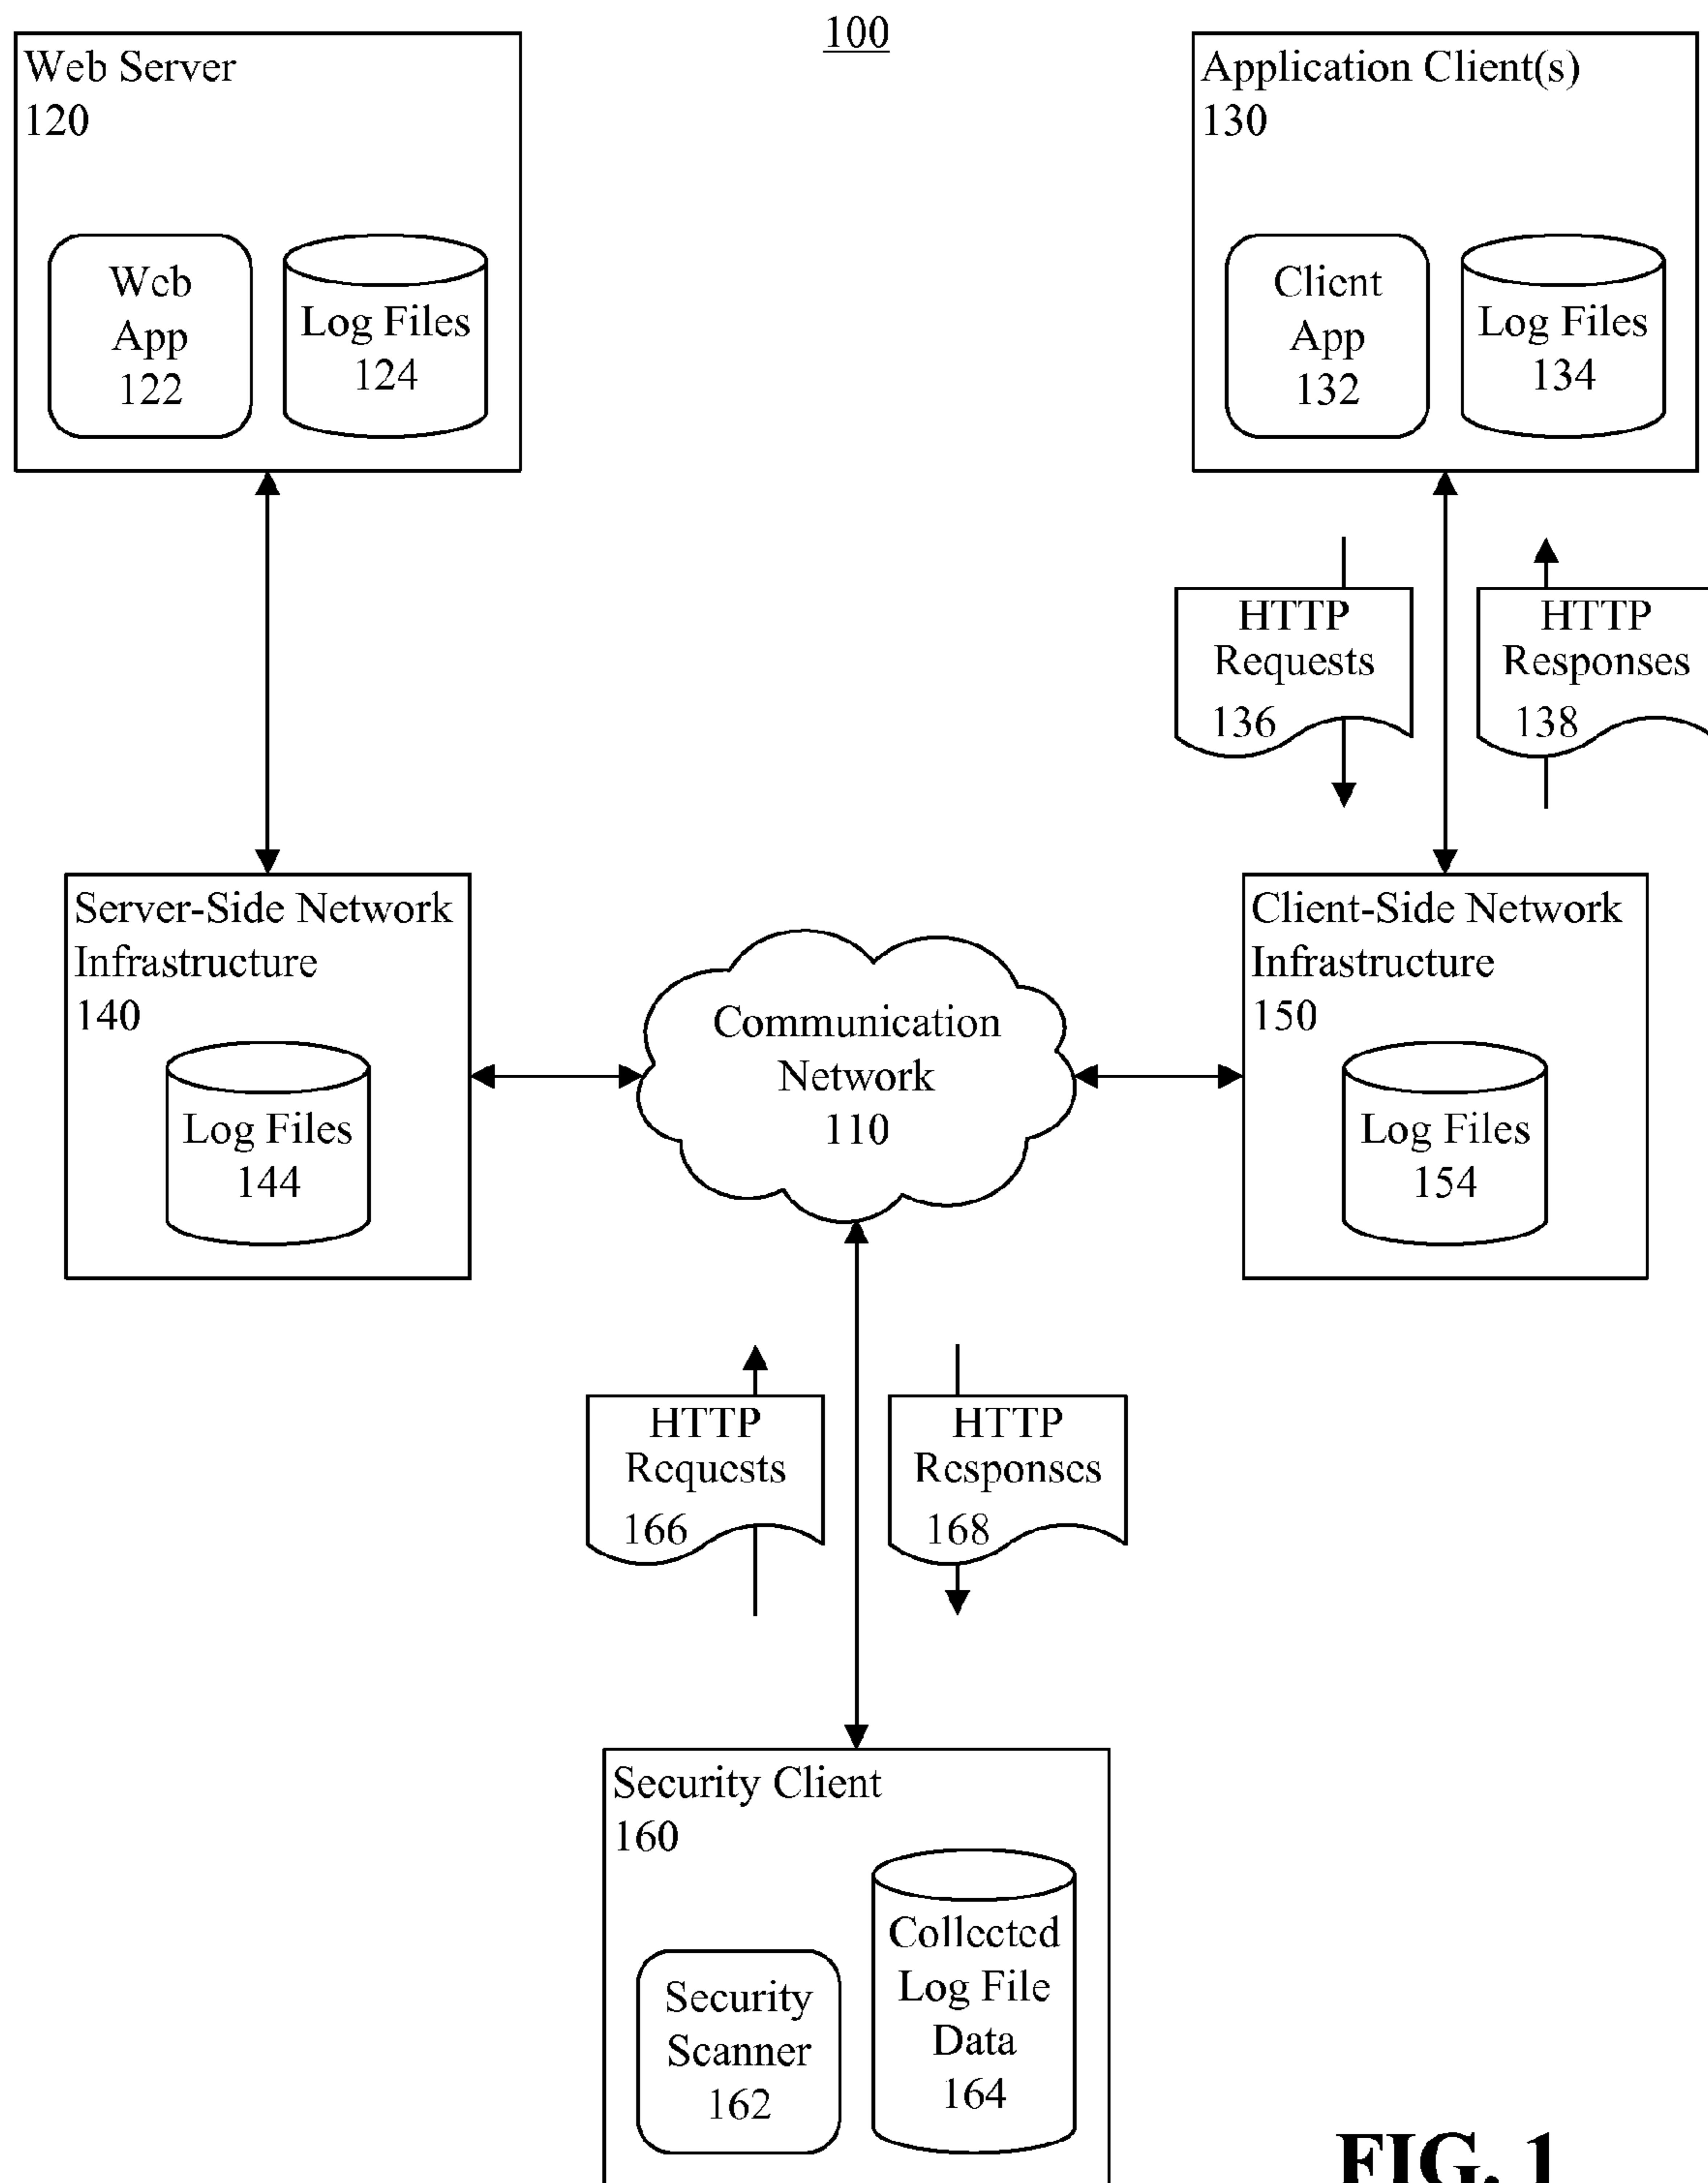 100
Web Server
120
Web
App
122
Log Files
124
Application Client(s)
130
Client
App
132
Log Files
134
HTTP
Requests
136
HTTP
Responses
138
Server-Side Network
Infrastructure
140
Log Files
144
Communication
Network
110
Client-Side Network
Infrastructure
150
Log Files
154
HTTP
Requests
166
HTTP
Responses
168
Security Client
160
Security
Scanner
162
Collected
Log File
Data
164
FIG. 1